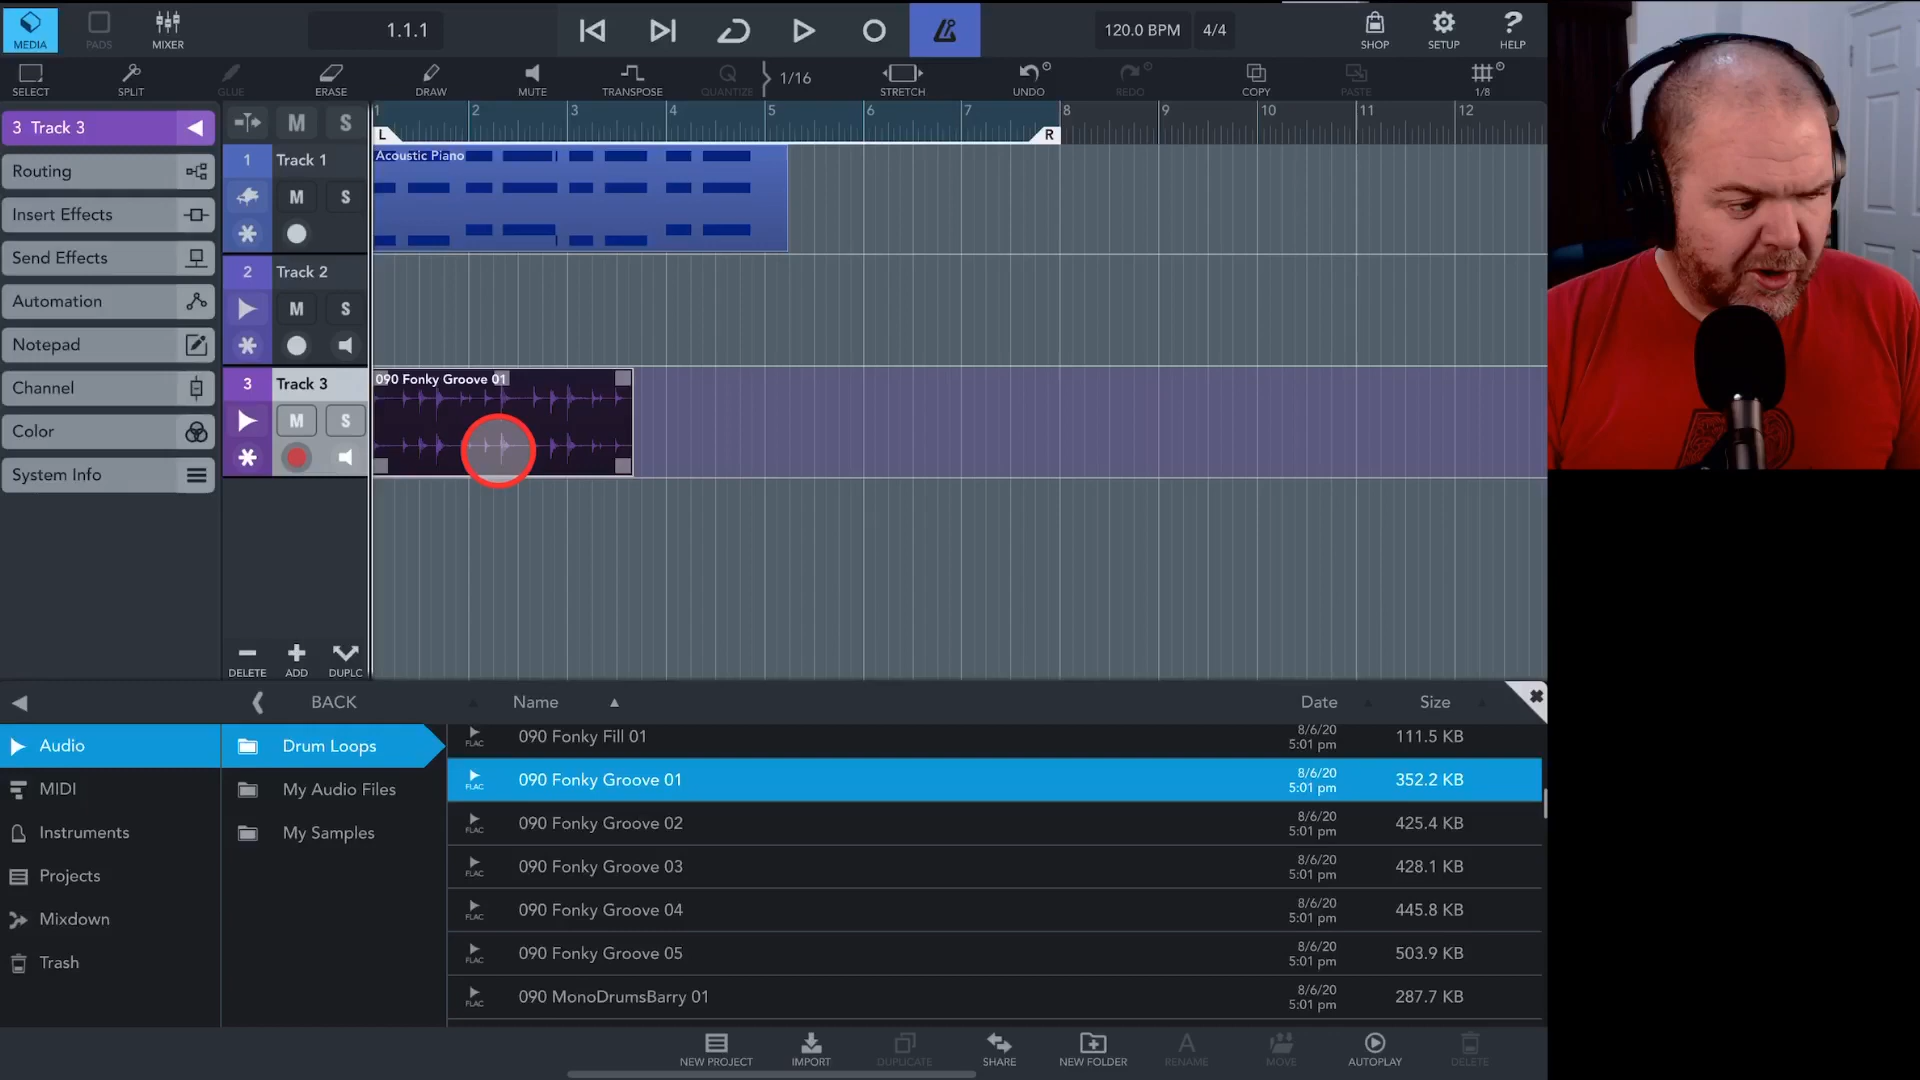 MEDIA
PADS
MIXER
1.1.1
120.0 BPM
4/4
SHOP
SETUP
HELP
SELECT
SPLIT
GLUE
ERASE
DRAW
MUTE
TRANSPOSE
QUANTIZE
1/16
STRETCH
UNDO
REDO
COPY
PASTE
1/8
3 Track 3
M S
1 2 3 4 5 6 7 8 9 10 11 12
L R
Routing
Insert Effects
Send Effects
Automation
Notepad
Channel
Color
System Info
1 Track 1
M S
Acoustic Piano
2 Track 2
M S
3 Track 3
M S
090 Fonky Groove 01
DELETE
ADD
DUPLC
BACK
Name
Date
Size
Audio
MIDI
Instruments
Projects
Mixdown
Trash
Drum Loops
My Audio Files
My Samples
FLAC 090 Fonky Fill 01 8/6/20 5:01 pm 111.5 KB
FLAC 090 Fonky Groove 01 8/6/20 5:01 pm 352.2 KB
FLAC 090 Fonky Groove 02 8/6/20 5:01 pm 425.4 KB
FLAC 090 Fonky Groove 03 8/6/20 5:01 pm 428.1 KB
FLAC 090 Fonky Groove 04 8/6/20 5:01 pm 445.8 KB
FLAC 090 Fonky Groove 05 8/6/20 5:01 pm 503.9 KB
FLAC 090 MonoDrumsBarry 01 8/6/20 5:01 pm 287.7 KB
NEW PROJECT
IMPORT
DUPLICATE
SHARE
NEW FOLDER
RENAME
MOVE
AUTOPLAY
DELETE